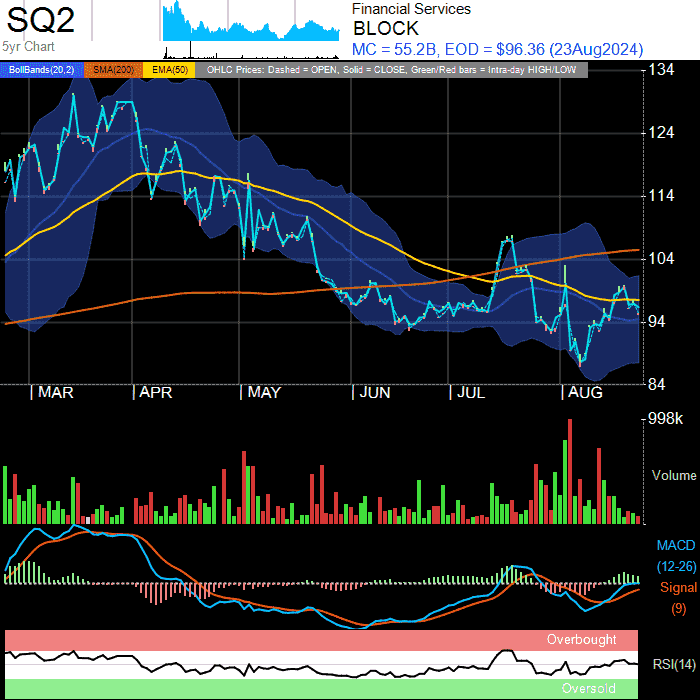 SQ2
Financial Services
BLOCK
5yr Chart
MC = 55.2B, EOD = $96.36 (23Aug2024)
BollBands(20,2) SMA(200) EMA(50) OHLC Prices: Dashed = OPEN, Solid = CLOSE, Green/Red bars = Intra-day HIGH/LOW
134
124
114
104
94
84
| MAR | APR | MAY | JUN | JUL | AUG
998k
Volume
MACD
(12-26)
Signal
(9)
Overbought
RSI(14)
Oversold